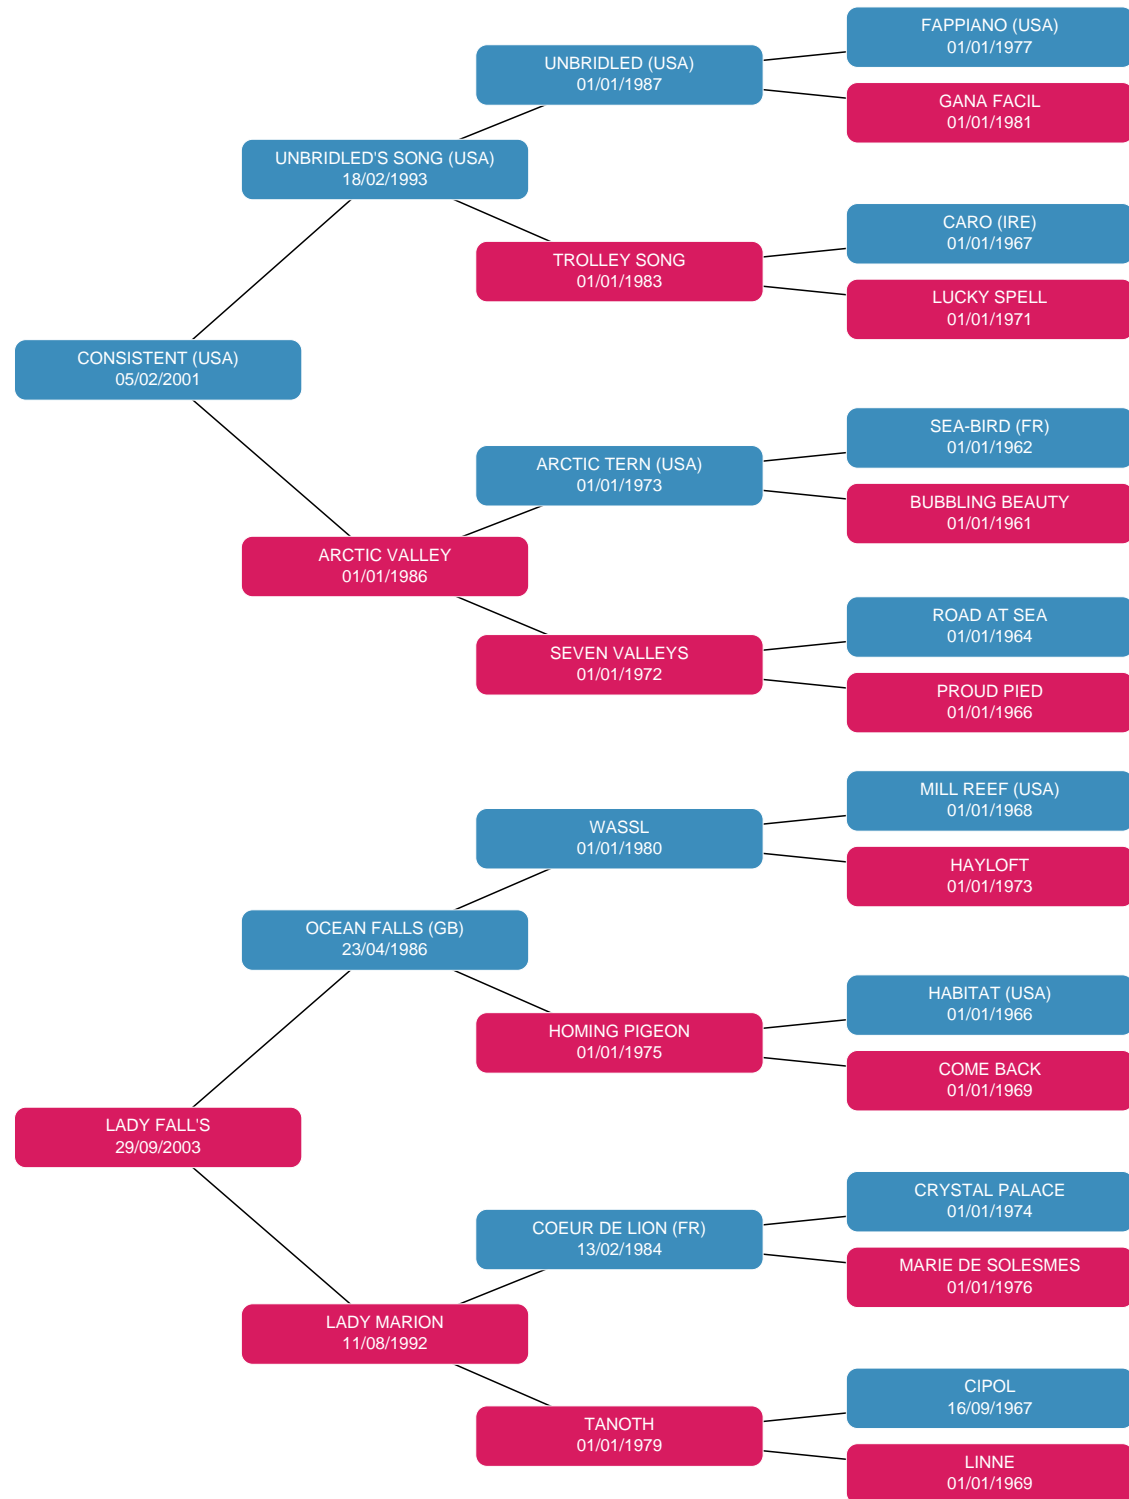 FAPPIANO (USA)
01/01/1977
UNBRIDLED (USA)
01/01/1987
GANA FACIL
01/01/1981
UNBRIDLED'S SONG (USA)
18/02/1993
CARO (IRE)
01/01/1967
TROLLEY SONG
01/01/1983
LUCKY SPELL
01/01/1971
CONSISTENT (USA)
05/02/2001
SEA-BIRD (FR)
01/01/1962
ARCTIC TERN (USA)
01/01/1973
BUBBLING BEAUTY
01/01/1961
ARCTIC VALLEY
01/01/1986
ROAD AT SEA
01/01/1964
SEVEN VALLEYS
01/01/1972
PROUD PIED
01/01/1966
MILL REEF (USA)
01/01/1968
WASSL
01/01/1980
HAYLOFT
01/01/1973
OCEAN FALLS (GB)
23/04/1986
HABITAT (USA)
01/01/1966
HOMING PIGEON
01/01/1975
COME BACK
01/01/1969
LADY FALL'S
29/09/2003
CRYSTAL PALACE
01/01/1974
COEUR DE LION (FR)
13/02/1984
MARIE DE SOLESMES
01/01/1976
LADY MARION
11/08/1992
CIPOL
16/09/1967
TANOTH
01/01/1979
LINNE
01/01/1969